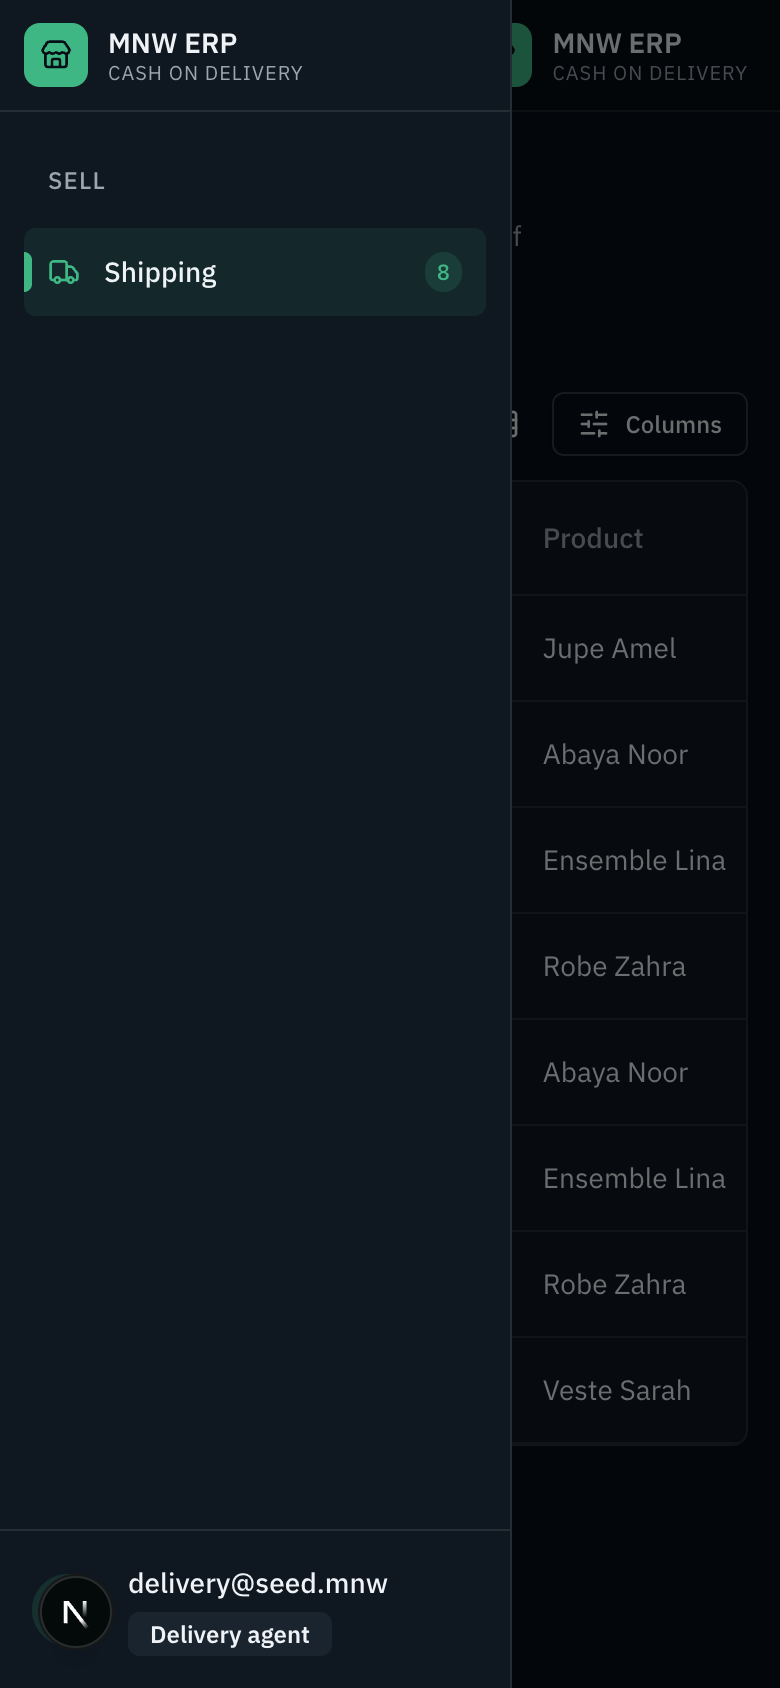 MNW ERP
CASH ON DELIVERY
MNW ERP
CASH ON DELIVERY
SELL
f
Shipping
8
Columns
Product
Jupe Amel
Abaya Noor
Ensemble Lina
Robe Zahra
Abaya Noor
Ensemble Lina
Robe Zahra
Veste Sarah
N
delivery@seed.mnw
Delivery agent